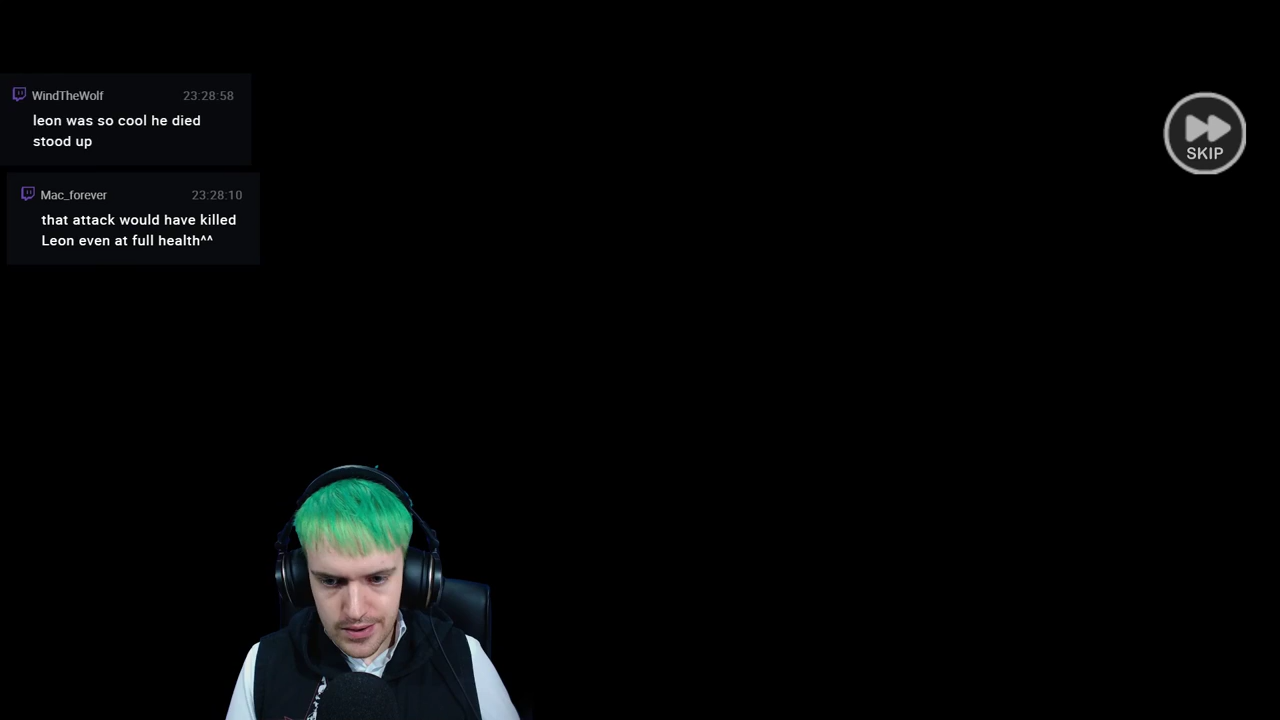 WindTheWolf 23:28:58
leon was so cool he died
stood up
Mac_forever 23:28:10
that attack would have killed
Leon even at full health^^
SKIP